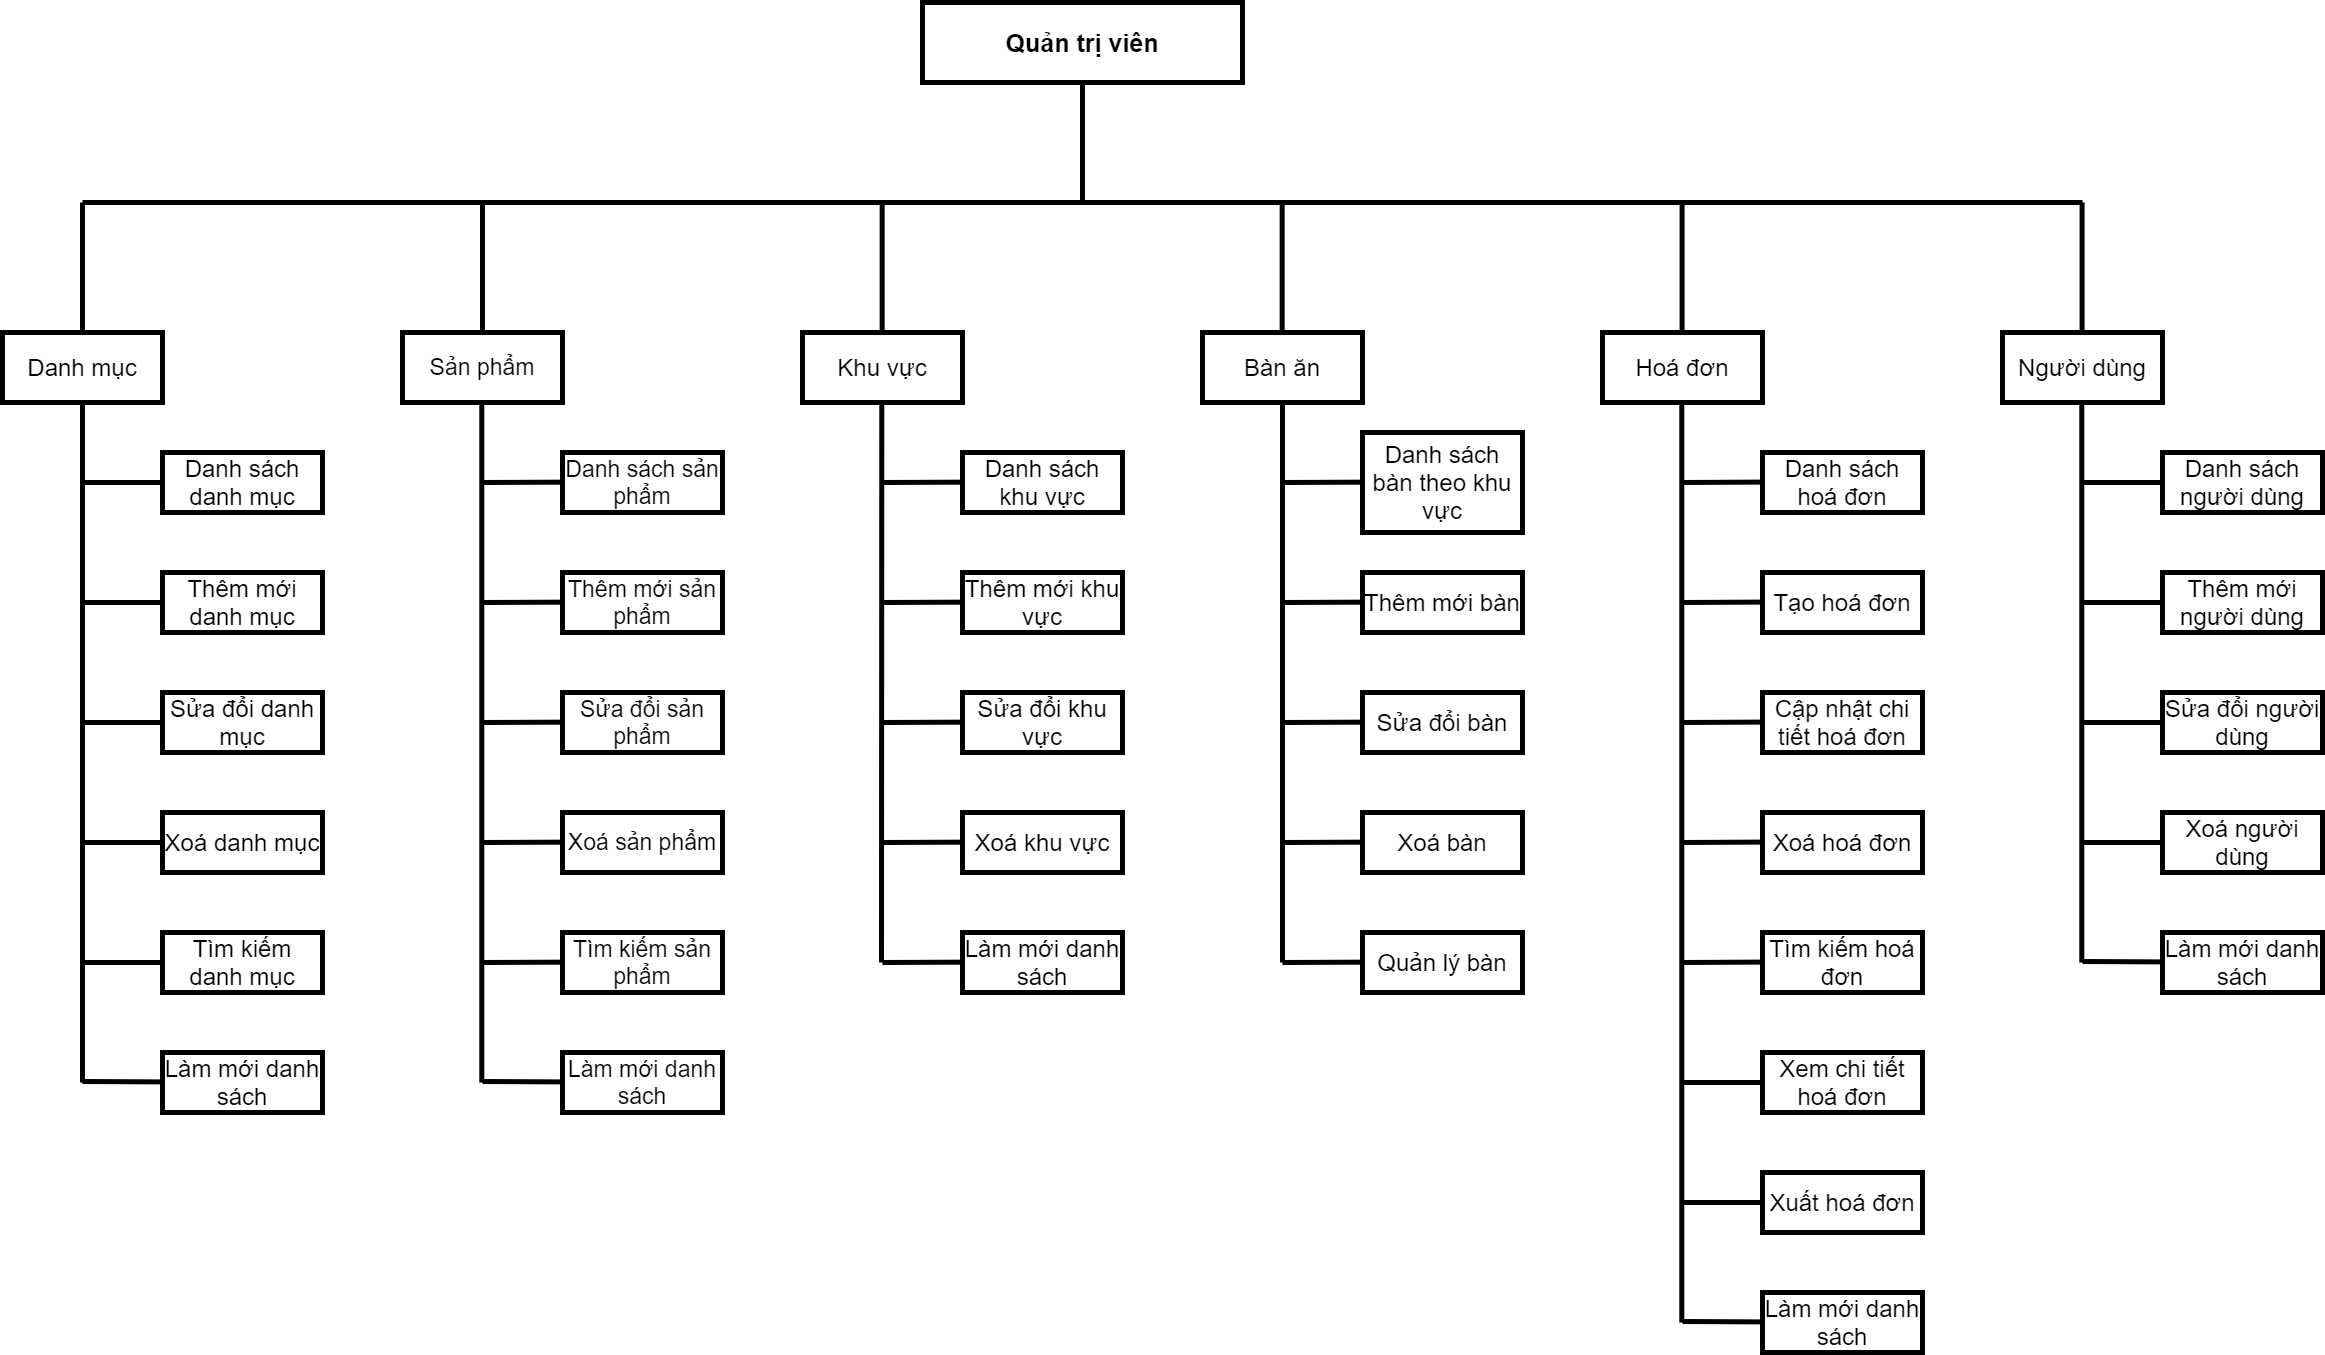 Quản trị viên
Danh mục
Sản phẩm
Khu vực
Bàn ăn
Hoá đơn
Người dùng
Danh sách
danh mục
Thêm mới
danh mục
Sửa đổi danh
mục
Xoá danh mục
Tìm kiếm
danh mục
Làm mới danh
sách
Danh sách sản
phẩm
Thêm mới sản
phẩm
Sửa đổi sản
phẩm
Xoá sản phẩm
Tìm kiếm sản
phẩm
Làm mới danh
sách
Danh sách
khu vực
Thêm mới khu
vực
Sửa đổi khu
vực
Xoá khu vực
Làm mới danh
sách
Danh sách
bàn theo khu
vực
Thêm mới bàn
Sửa đổi bàn
Xoá bàn
Quản lý bàn
Danh sách
hoá đơn
Tạo hoá đơn
Cập nhật chi
tiết hoá đơn
Xoá hoá đơn
Tìm kiếm hoá
đơn
Xem chi tiết
hoá đơn
Xuất hoá đơn
Làm mới danh
sách
Danh sách
người dùng
Thêm mới
người dùng
Sửa đổi người
dùng
Xoá người
dùng
Làm mới danh
sách